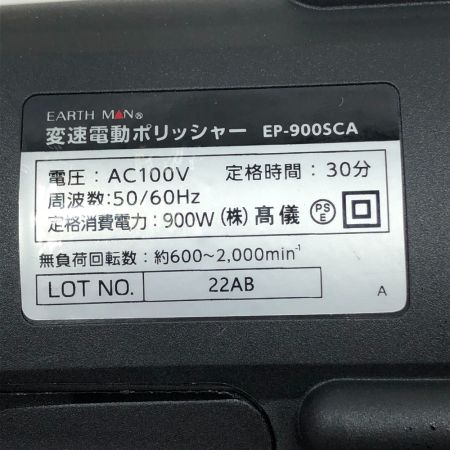 EARTH MAN®
変速電動ポリッシャー EP-900SCA
電圧：AC100V 定格時間：30分
周波数:50/60Hz
定格消費電力：900W (株)髙儀 PSE
無負荷回転数：約600~2,000min⁻¹
LOT NO. 22AB
A